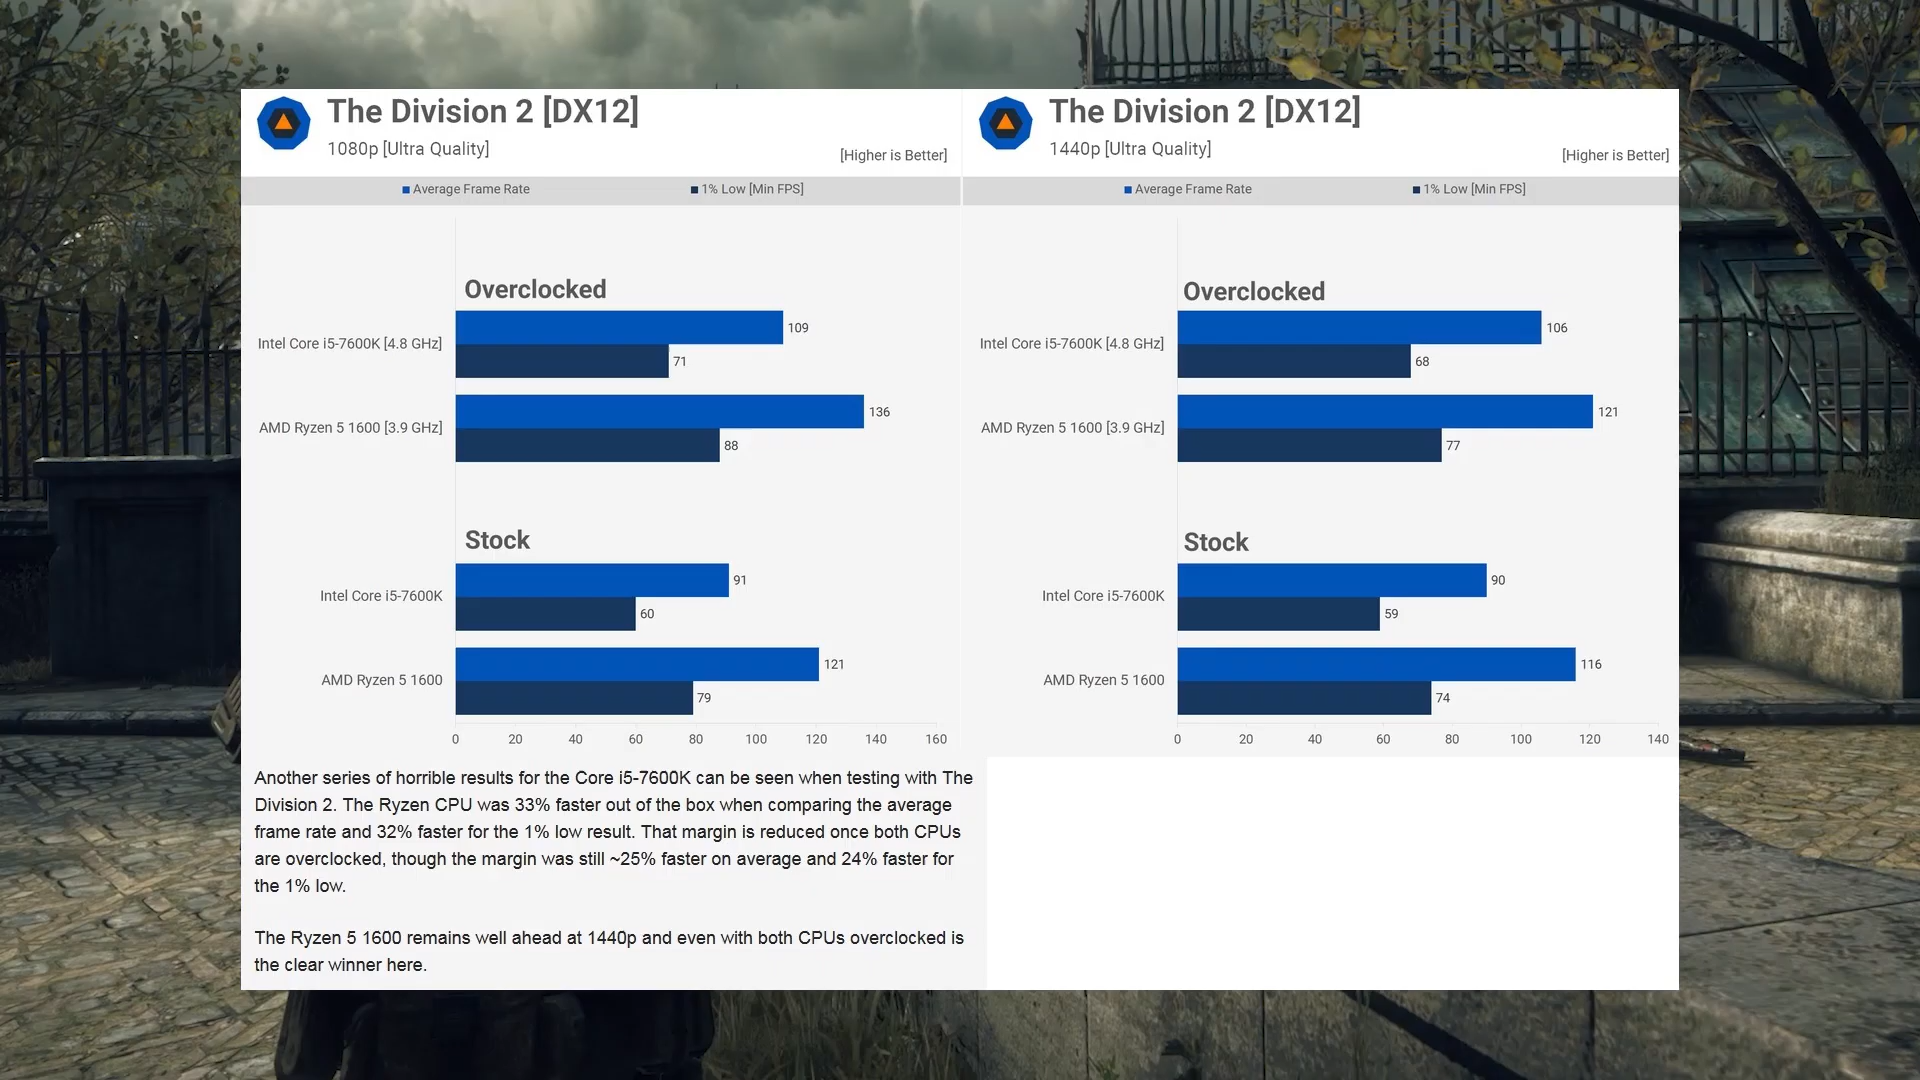 The Division 2 [DX12]
1080p [Ultra Quality]
[Higher is Better]
Average Frame Rate
1% Low [Min FPS]
Overclocked
Intel Core i5-7600K [4.8 GHz]
109
71
AMD Ryzen 5 1600 [3.9 GHz]
136
88
Stock
Intel Core i5-7600K
91
60
AMD Ryzen 5 1600
121
79
0 20 40 60 80 100 120 140 160
The Division 2 [DX12]
1440p [Ultra Quality]
[Higher is Better]
Average Frame Rate
1% Low [Min FPS]
Overclocked
Intel Core i5-7600K [4.8 GHz]
106
68
AMD Ryzen 5 1600 [3.9 GHz]
121
77
Stock
Intel Core i5-7600K
90
59
AMD Ryzen 5 1600
116
74
0 20 40 60 80 100 120 140
Another series of horrible results for the Core i5-7600K can be seen when testing with The
Division 2. The Ryzen CPU was 33% faster out of the box when comparing the average
frame rate and 32% faster for the 1% low result. That margin is reduced once both CPUs
are overclocked, though the margin was still ~25% faster on average and 24% faster for
the 1% low.
The Ryzen 5 1600 remains well ahead at 1440p and even with both CPUs overclocked is
the clear winner here.